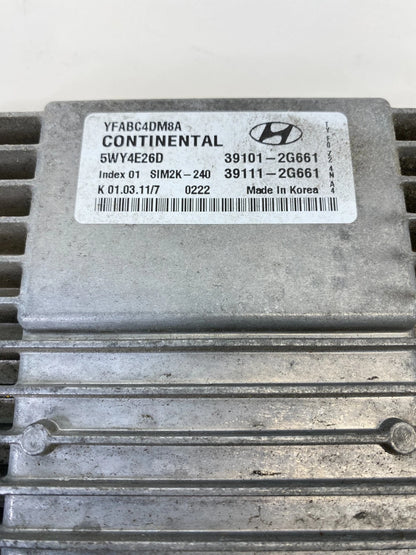 YFABC4DM8A
CONTINENTAL
5WY4E26D 39101-2G661
Index 01 SIM2K-240 39111-2G661
K 01.03.11/7 0222 Made In Korea